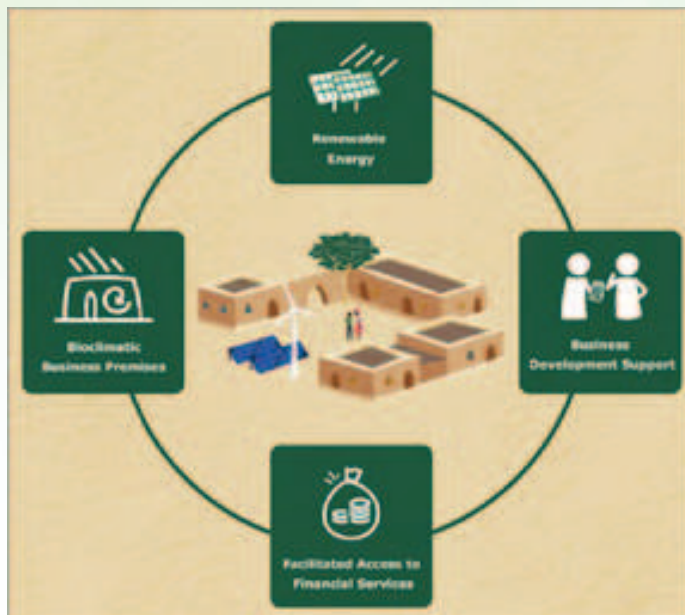 Renewable
Energy
Bioclimatic
Business Premises
Business
Development Support
Facilitated Access to
Financial Services